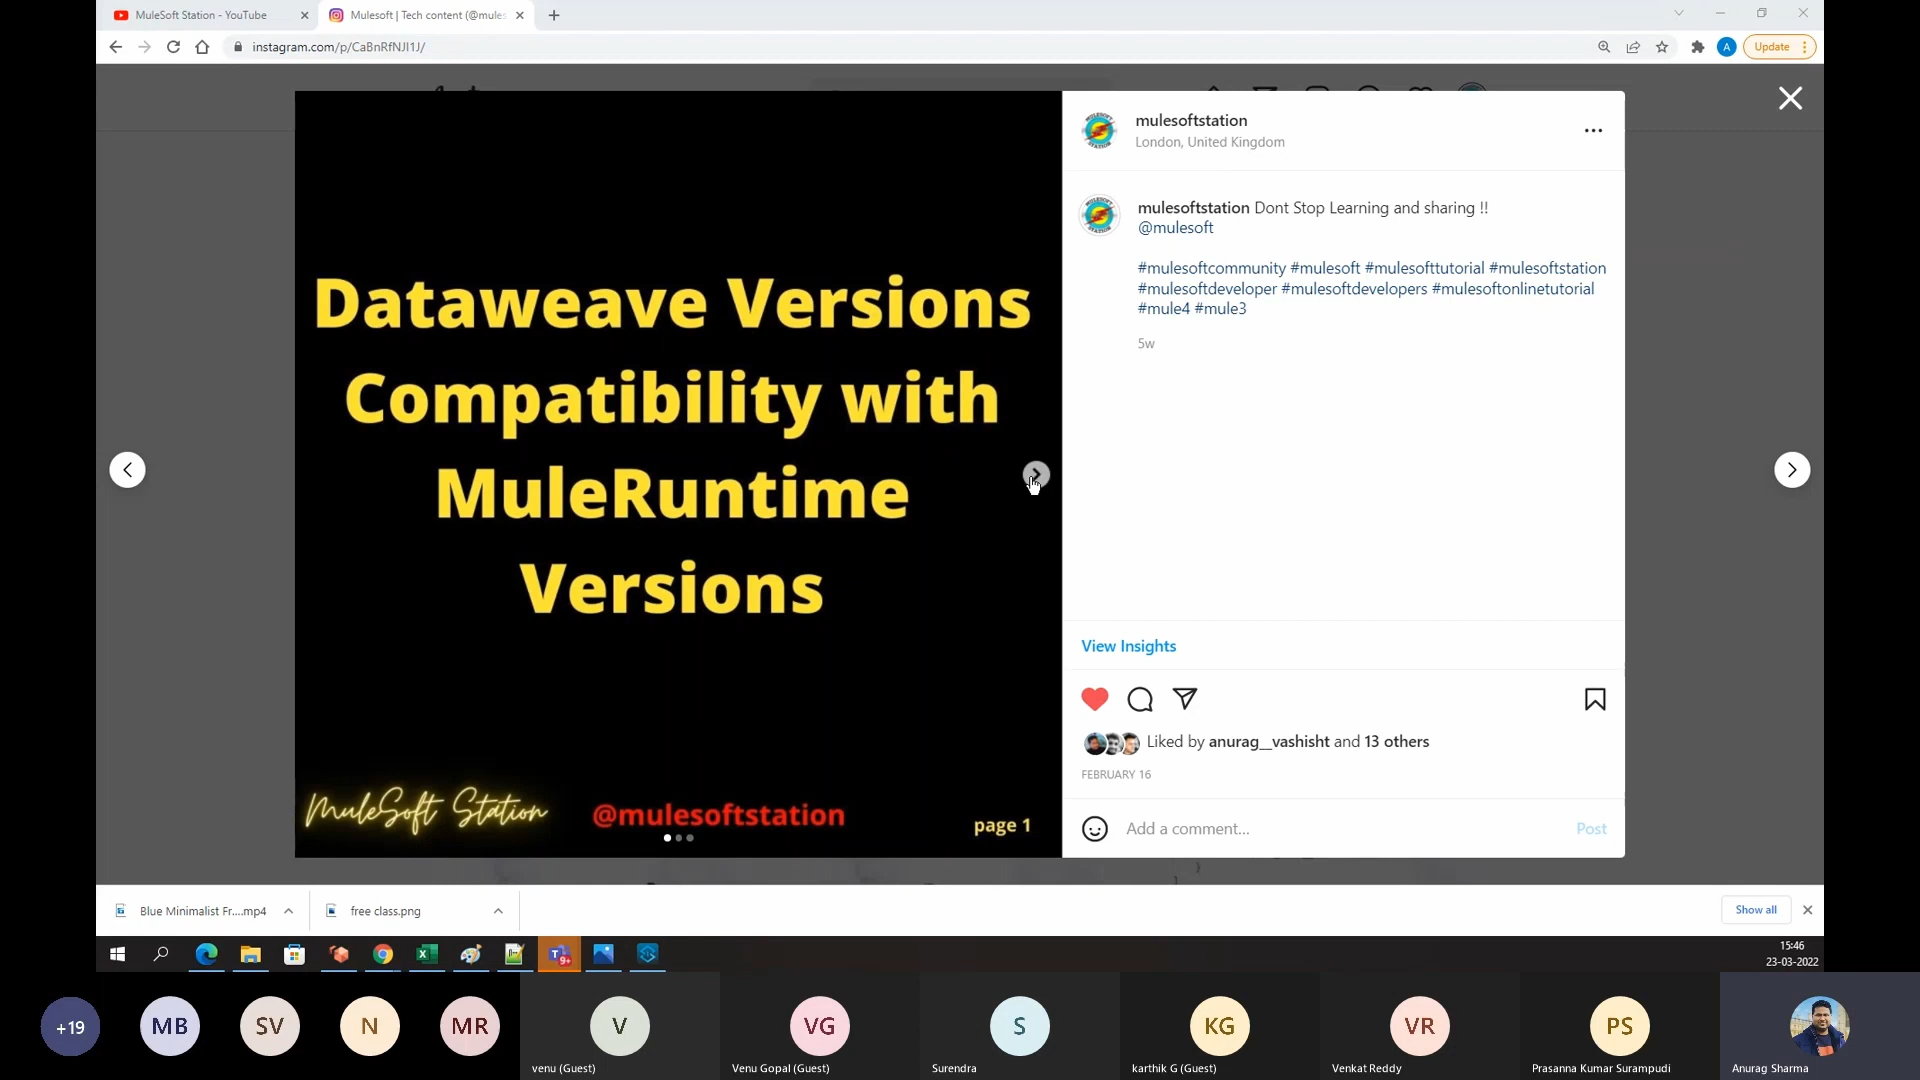 MuleSoft Station - YouTube
Mulesoft | Tech content (@mules
instagram.com/p/CaBnRfNJI1J/
A
Update
Dataweave Versions
Compatibility with
MuleRuntime
Versions
MuleSoft Station
@mulesoftstation
page 1
mulesoftstation
London, United Kingdom
mulesoftstation Dont Stop Learning and sharing !!
@mulesoft
#mulesoftcommunity #mulesoft #mulesofttutorial #mulesoftstation
#mulesoftdeveloper #mulesoftdevelopers #mulesoftonlinetutorial
#mule4 #mule3
5w
View Insights
Liked by anurag__vashisht and 13 others
FEBRUARY 16
Add a comment...
Post
Blue Minimalist Fr....mp4
free class.png
Show all
9+
15:46
23-03-2022
+19
MB
SV
N
MR
V
VG
S
KG
VR
PS
venu (Guest)
Venu Gopal (Guest)
Surendra
karthik G (Guest)
Venkat Reddy
Prasanna Kumar Surampudi
Anurag Sharma